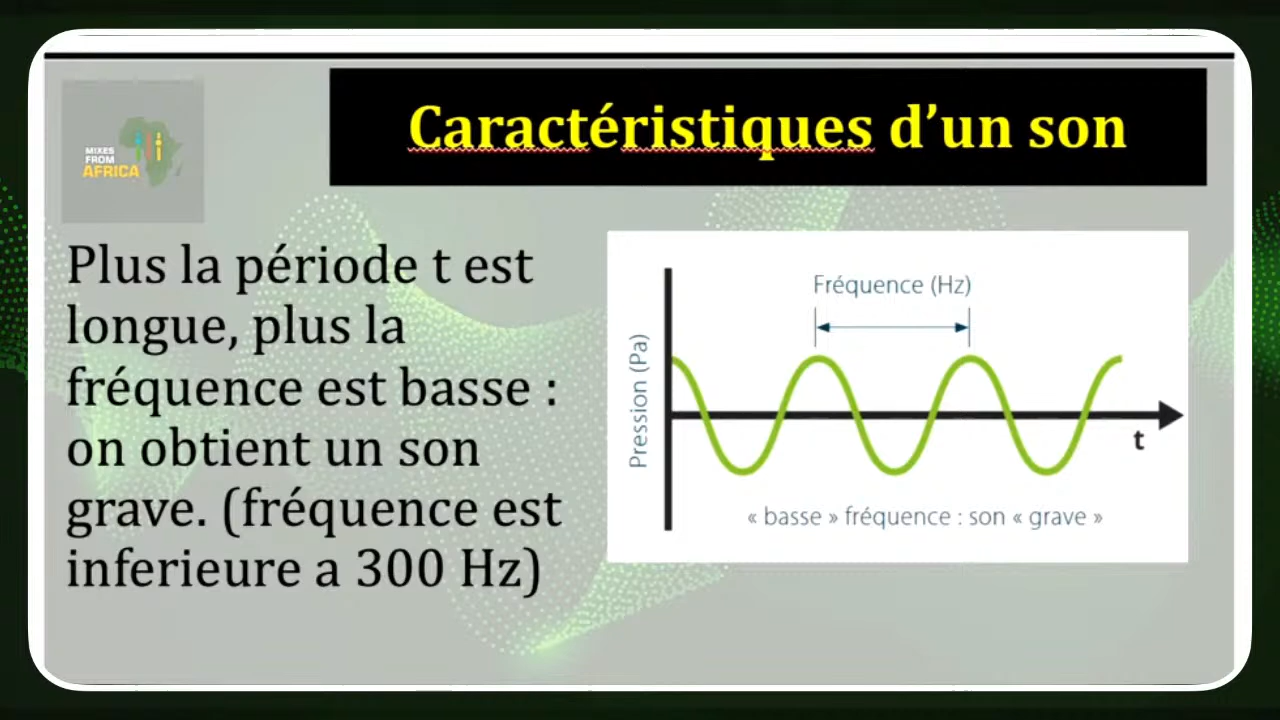 Caractéristiques d’un son
MIXES
FROM
AFRICA
Plus la période t est
longue, plus la
fréquence est basse :
on obtient un son
grave. (fréquence est
inferieure a 300 Hz)
Fréquence (Hz)
Pression (Pa)
t
« basse » fréquence : son « grave »